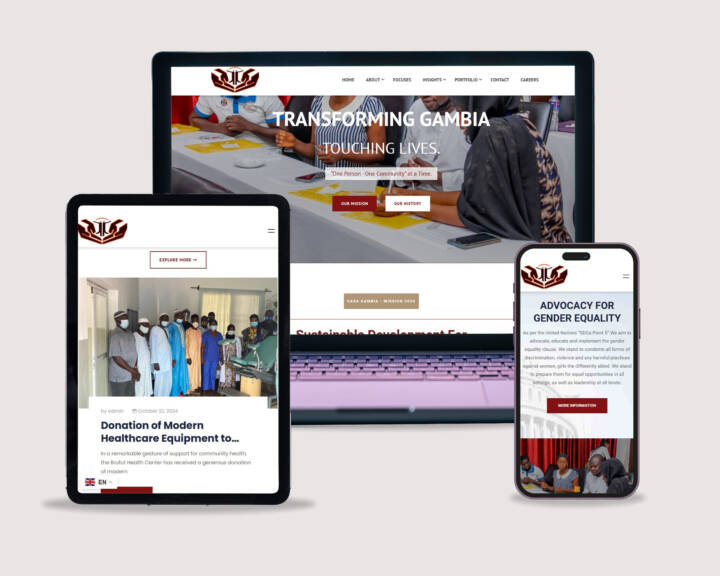 HOME
ABOUT
FOCUSES
INSIGHTS
PORTFOLIO
CONTACT
CAREERS
TRANSFORMING GAMBIA
TOUCHING LIVES.
"One Person One Community" at a Time.
OUR MISSION
OUR HISTORY
GAMBIA - MISSION 2024
Sustainable Development For
EXPLORE MORE →
by admin
October 22, 2024
Donation of Modern
Healthcare Equipment to...
In a remarkable gesture of support for community health,
the Brufut Health Center has received a generous donation
of modern
EN
ADVOCACY FOR
GENDER EQUALITY
As per the United Nations "SDGs Point 5" We aim to
advocate, educate and implement the gender
equality clause. We stand to condemn all forms of
discrimination, violence and any harmful practices
against women, girls the differently abled. We stand
to prepare them for equal opportunities in all
settings, as well as leadership at all levels.
MORE INFORMATION